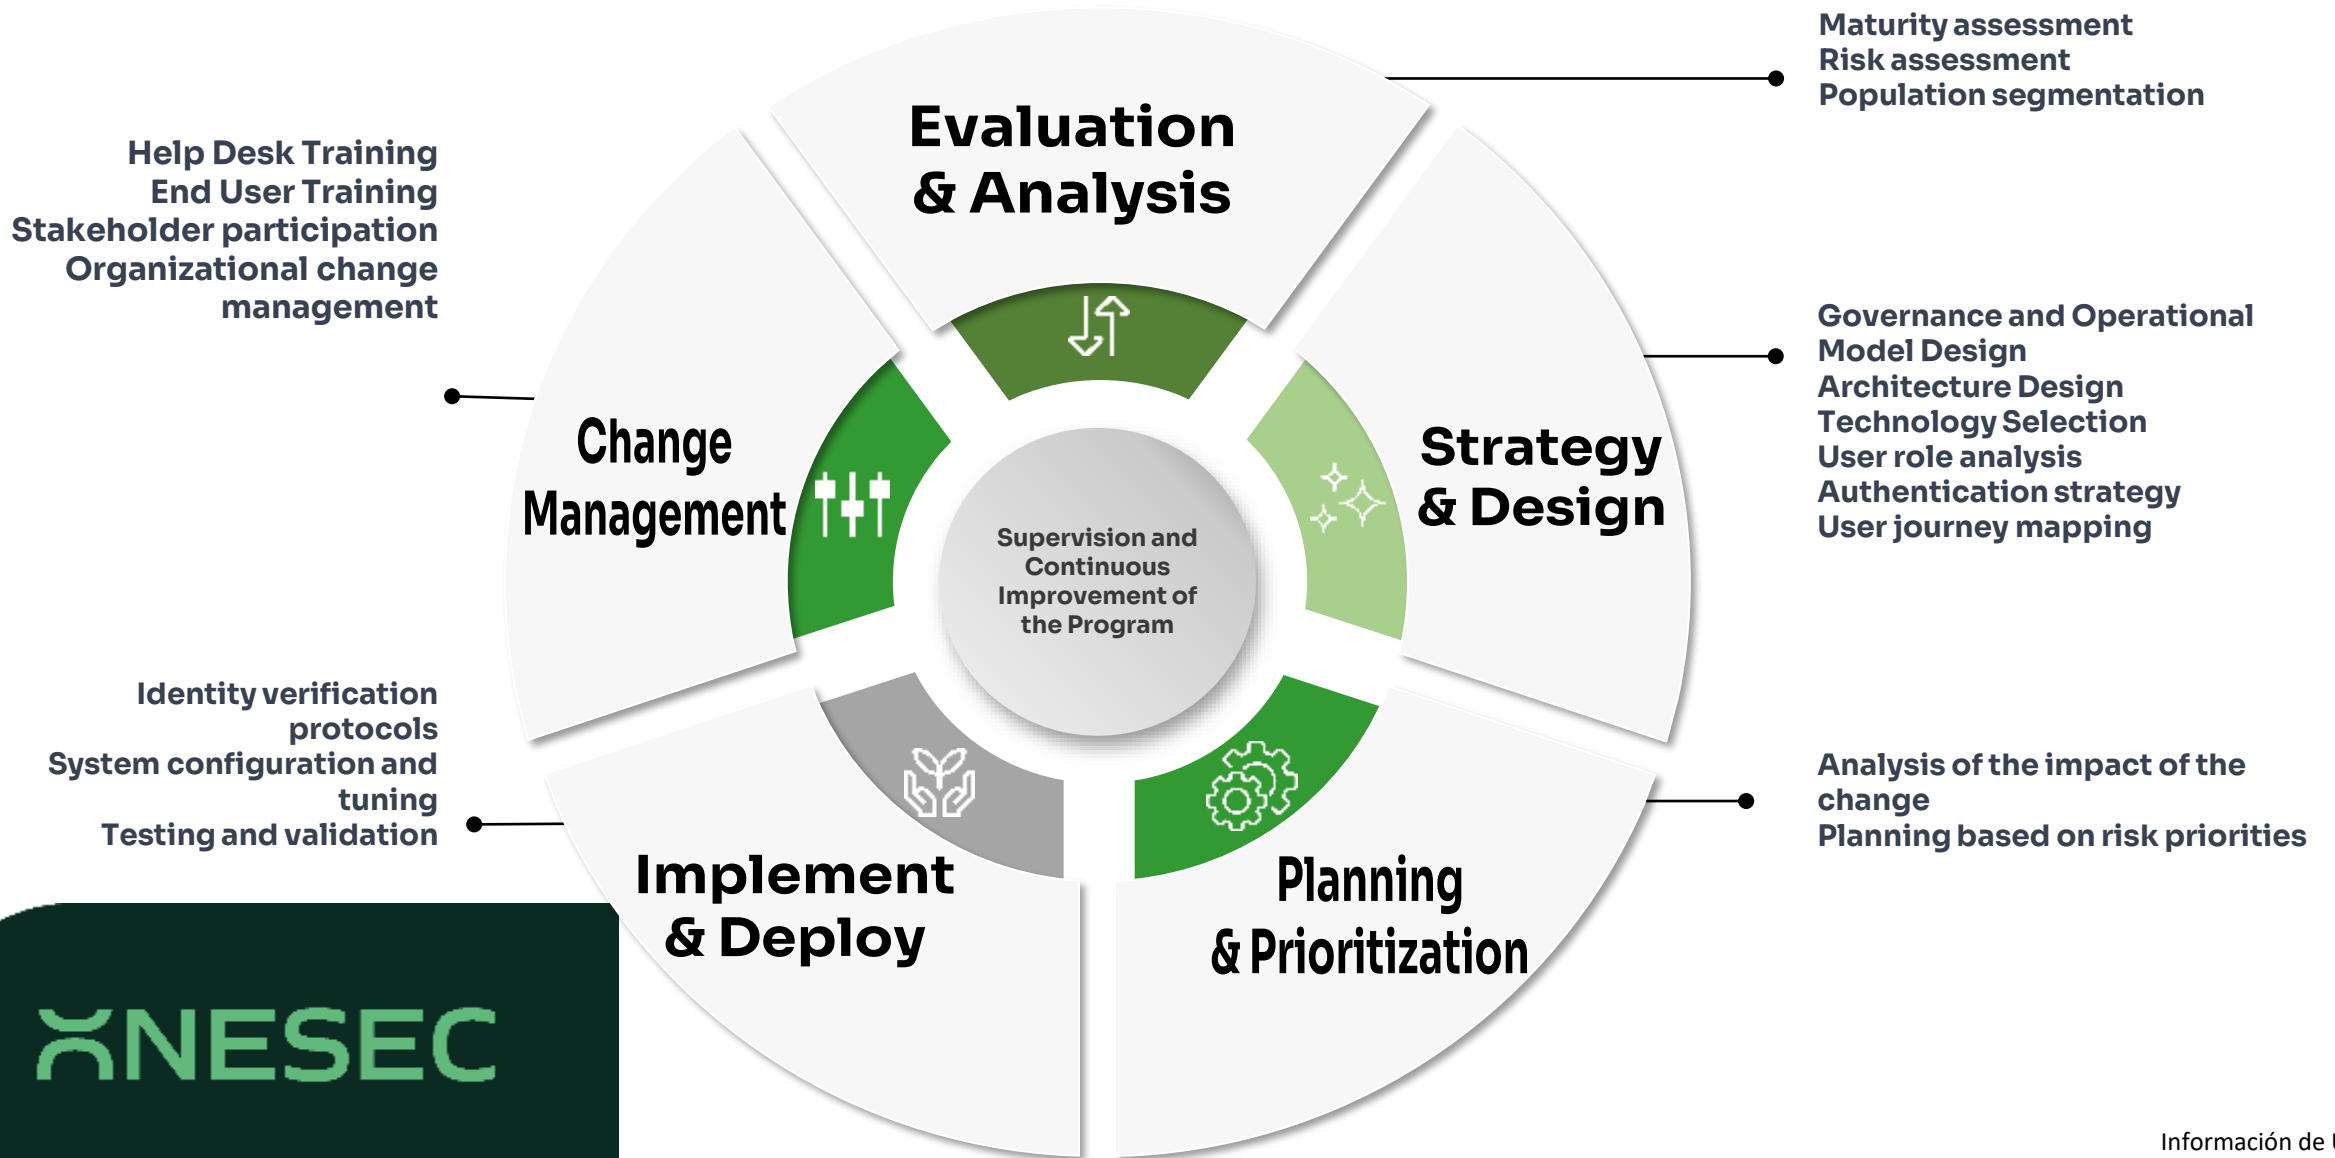 Evaluation
& Analysis
Maturity assessment
Risk assessment
Population segmentation
Strategy
& Design
Governance and Operational
Model Design
Architecture Design
Technology Selection
User role analysis
Authentication strategy
User journey mapping
Planning
& Prioritization
Analysis of the impact of the
change
Planning based on risk priorities
Implement
& Deploy
Identity verification
protocols
System configuration and
tuning
Testing and validation
Change
Management
Help Desk Training
End User Training
Stakeholder participation
Organizational change
management
Supervision and
Continuous
Improvement of
the Program
ONESEC
Información de